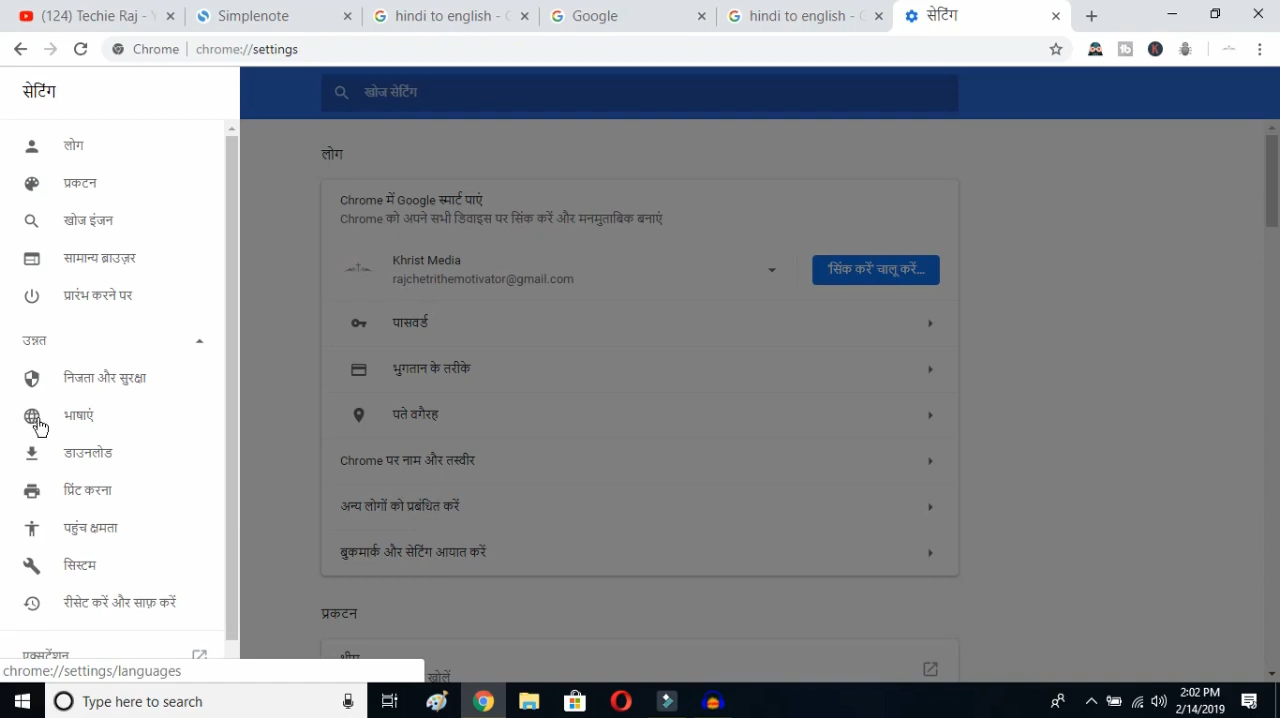 (124) Techie Raj - Y
Simplenote
hindi to english - G
Google
hindi to english - G
सेटिंग
Chrome
chrome://settings
सेटिंग
खोज सेटिंग
लोग
प्रकटन
खोज इंजन
सामान्य ब्राउज़र
प्रारंभ करने पर
उन्नत
निजता और सुरक्षा
भाषाएं
डाउनलोड
प्रिंट करना
पहुंच क्षमता
सिस्टम
रीसेट करें और साफ़ करें
एक्सटेंशन
chrome://settings/languages
लोग
Chrome में Google स्मार्ट पाएं
Chrome को अपने सभी डिवाइस पर सिंक करें और मनमुताबिक बनाएं
Khrist Media
rajchetrithemotivator@gmail.com
'सिंक करें' चालू करें...
पासवर्ड
भुगतान के तरीके
पते वगैरह
Chrome पर नाम और तस्वीर
अन्य लोगों को प्रबंधित करें
बुकमार्क और सेटिंग आयात करें
प्रकटन
थीम
खोलें
Type here to search
2:02 PM
2/14/2019